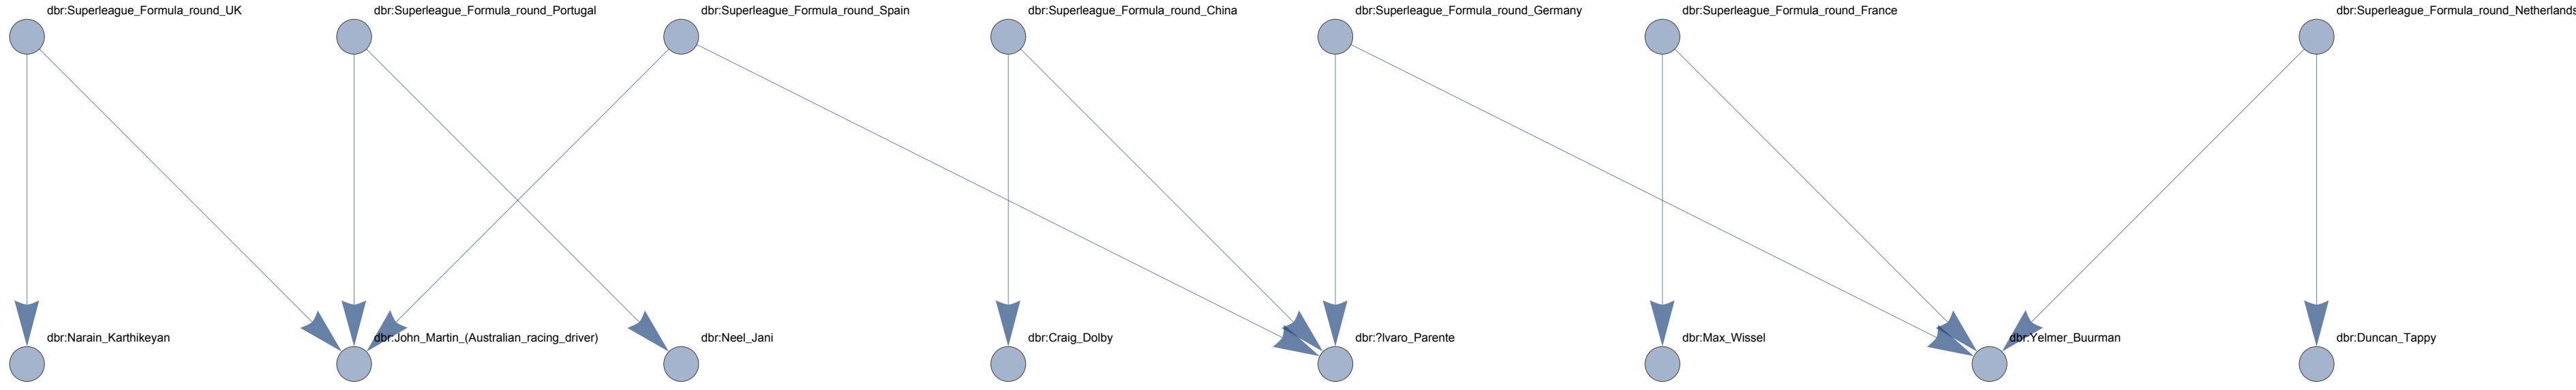 dbr:Superleague_Formula_round_UK
dbr:Superleague_Formula_round_Portugal
dbr:Superleague_Formula_round_Spain
dbr:Superleague_Formula_round_China
dbr:Superleague_Formula_round_Germany
dbr:Superleague_Formula_round_France
dbr:Superleague_Formula_round_Netherlands
dbr:Narain_Karthikeyan
dbr:John_Martin_(Australian_racing_driver)
dbr:Neel_Jani
dbr:Craig_Dolby
dbr:?lvaro_Parente
dbr:Max_Wissel
dbr:Yelmer_Buurman
dbr:Duncan_Tappy